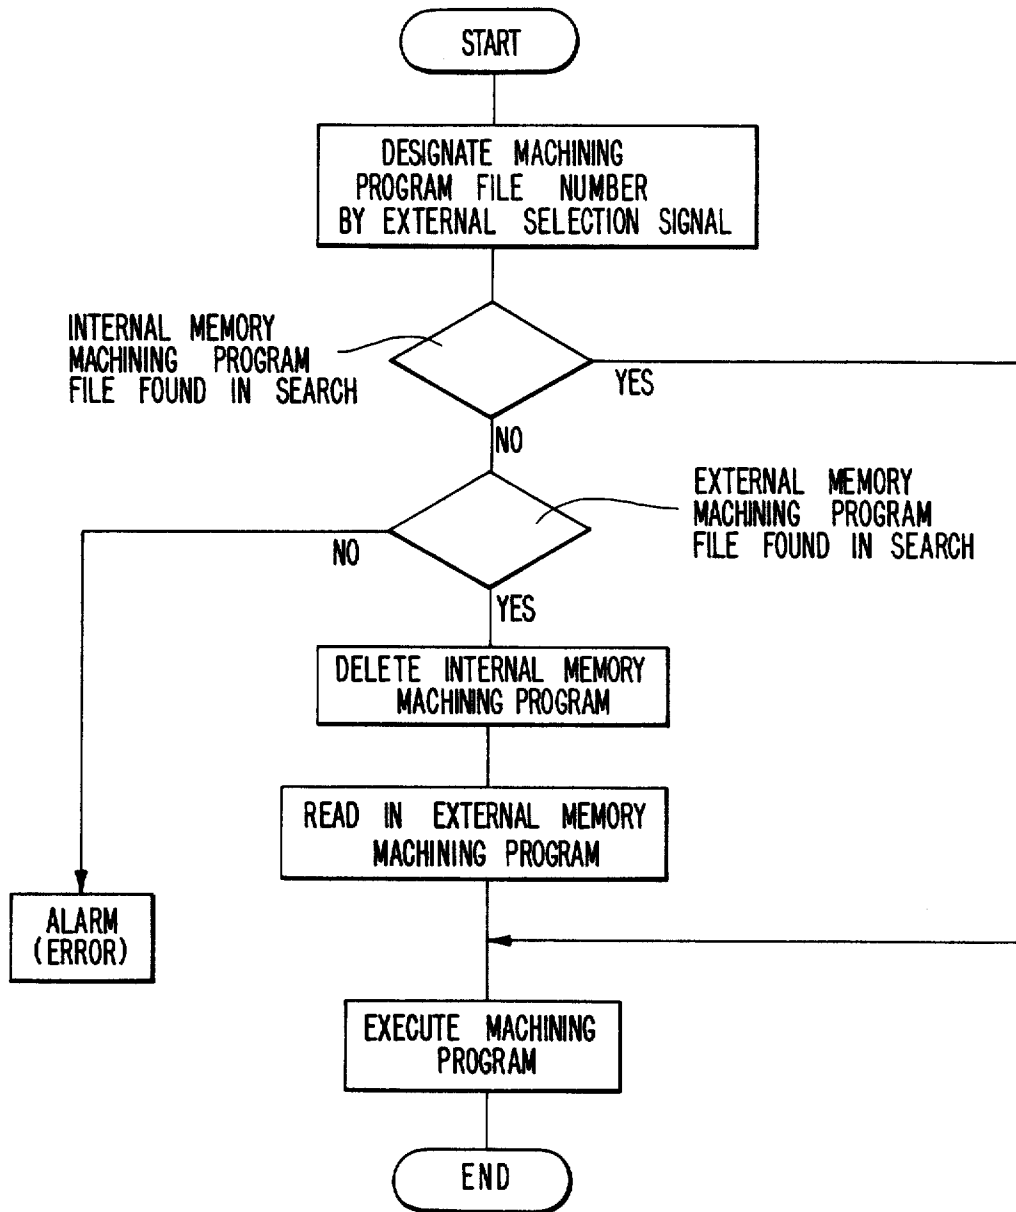 START
DESIGNATE MACHINING
PROGRAM FILE NUMBER
BY EXTERNAL SELECTION SIGNAL
INTERNAL MEMORY
MACHINING PROGRAM
FILE FOUND IN SEARCH
YES
NO
EXTERNAL MEMORY
MACHINING PROGRAM
FILE FOUND IN SEARCH
NO
YES
DELETE INTERNAL MEMORY
MACHINING PROGRAM
READ IN EXTERNAL MEMORY
MACHINING PROGRAM
ALARM
(ERROR)
EXECUTE MACHINING
PROGRAM
END